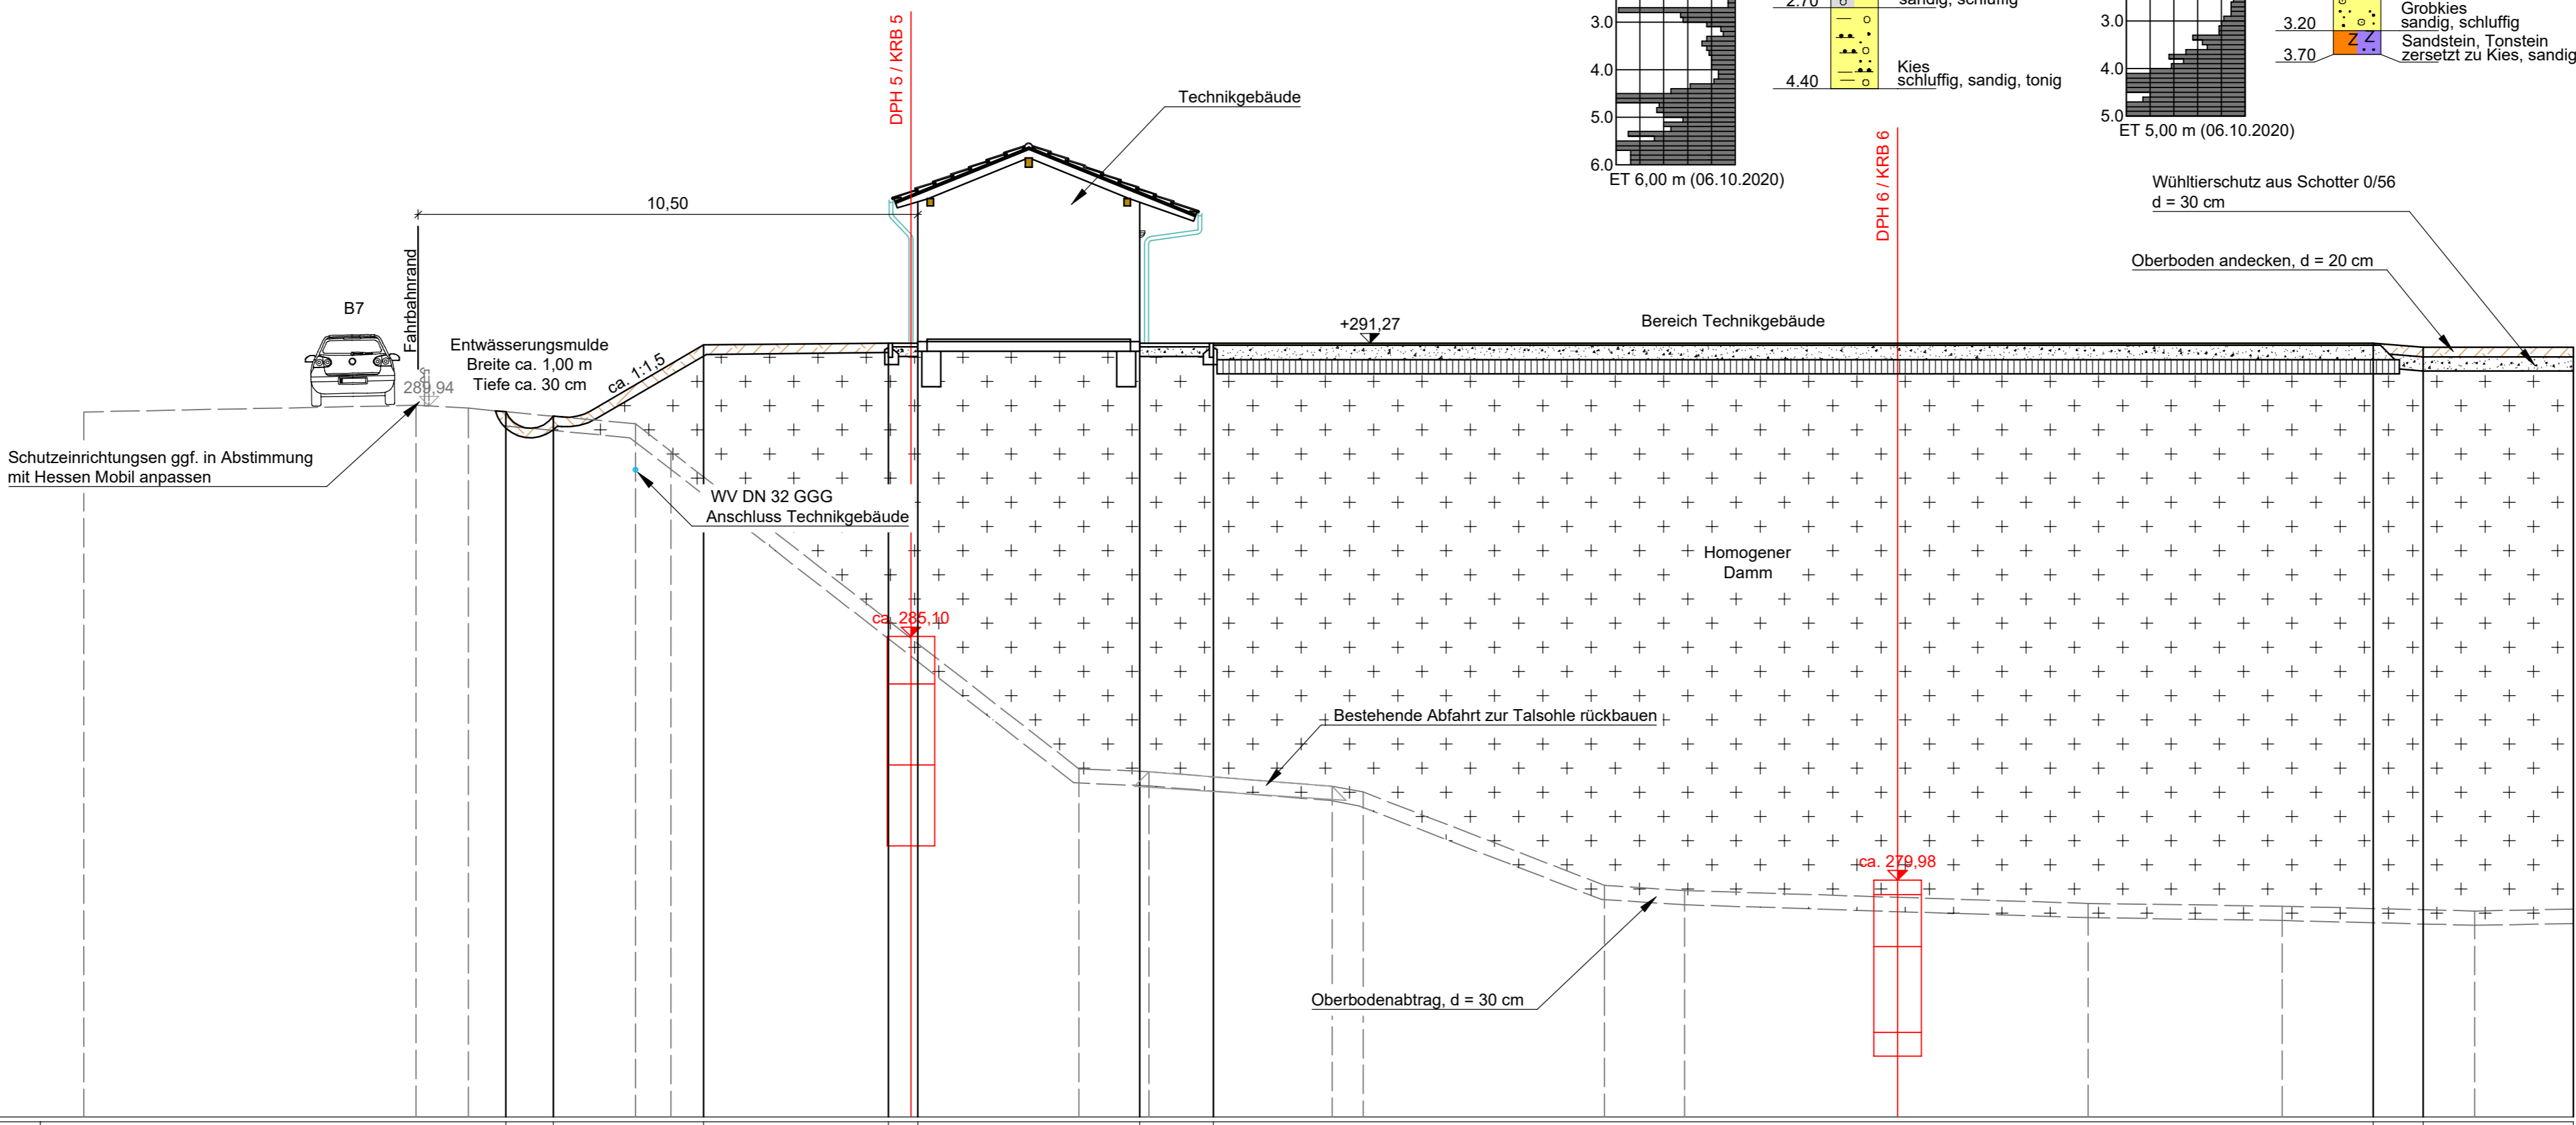 2.70
sandig, schluffig
3.0
4.0
5.0
6.0
Kies
4.40
schluffig, sandig, tonig
ET 6,00 m (06.10.2020)
3.0
4.0
5.0
Grobkies
3.20
sandig, schluffig
Z Z
Sandstein, Tonstein
3.70
zersetzt zu Kies, sandig
ET 5,00 m (06.10.2020)
DPH 5 / KRB 5
Technikgebäude
DPH 6 / KRB 6
Wühltierschutz aus Schotter 0/56
d = 30 cm
10,50
Oberboden andecken, d = 20 cm
Fahrbahnrand
B7
+291,27
Bereich Technikgebäude
Entwässerungsmulde
Breite ca. 1,00 m
Tiefe ca. 30 cm
ca. 1:1,5
289,94
Schutzeinrichtungsen ggf. in Abstimmung
mit Hessen Mobil anpassen
WV DN 32 GGG
Anschluss Technikgebäude
Homogener
Damm
ca. 285,10
Bestehende Abfahrt zur Talsohle rückbauen
ca. 279,98
Oberbodenabtrag, d = 30 cm